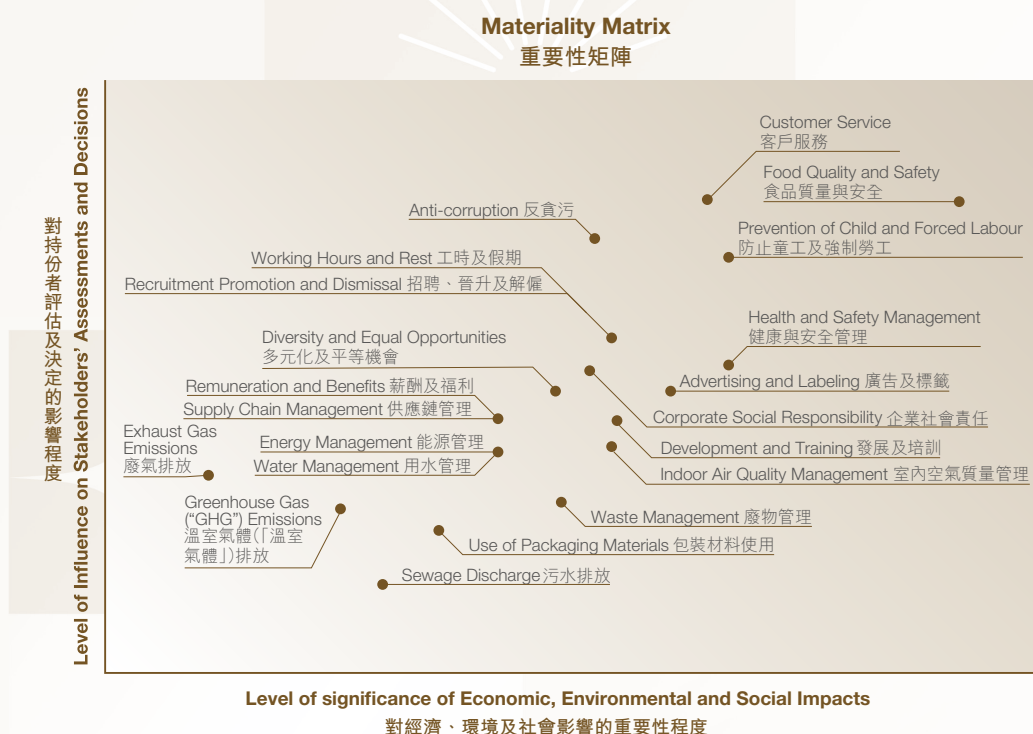 Materiality Matrix
重要性矩陣
Level of Influence on Stakeholders’ Assessments and Decisions
對持份者評估及決定的影響程度
Customer Service
客戶服務
Food Quality and Safety
食品質量與安全
Anti-corruption 反貪污
Prevention of Child and Forced Labour
防止童工及強制勞工
Working Hours and Rest 工時及假期
Recruitment Promotion and Dismissal 招聘、晉升及解僱
Health and Safety Management
健康與安全管理
Diversity and Equal Opportunities
多元化及平等機會
Advertising and Labeling 廣告及標籤
Remuneration and Benefits 薪酬及福利
Supply Chain Management 供應鏈管理
Corporate Social Responsibility 企業社會責任
Exhaust Gas
Emissions
廢氣排放
Energy Management 能源管理
Development and Training 發展及培訓
Water Management 用水管理
Indoor Air Quality Management 室內空氣質量管理
Greenhouse Gas
(“GHG”) Emissions
溫室氣體(「溫室
氣體」)排放
Waste Management 廢物管理
Use of Packaging Materials 包裝材料使用
Sewage Discharge 污水排放
Level of significance of Economic, Environmental and Social Impacts
對經濟、環境及社會影響的重要性程度